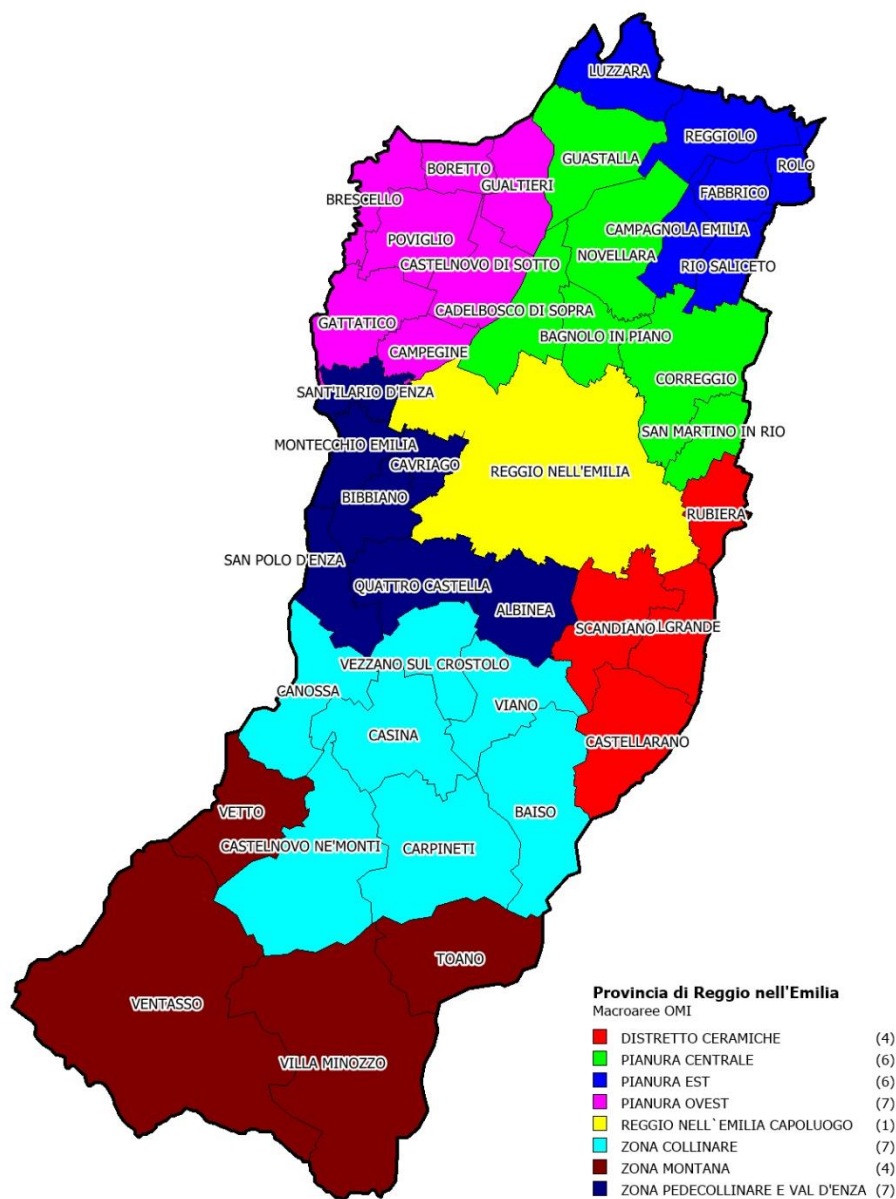 LUZZARA
REGGIOLO
ROLO
GUASTALLA
BORETTO
GUALTIERI
FABBRICO
BRESCELLO
CAMPAGNOLA EMILIA
POVIGLIO
NOVELLARA
CASTELNOVO DI SOTTO
RIO SALICETO
CADELBOSCO DI SOPRA
GATTATICO
BAGNOLO IN PIANO
CAMPEGINE
CORREGGIO
SANT'ILARIO D'ENZA
SAN MARTINO IN RIO
MONTECCHIO EMILIA
CAVRIAGO
REGGIO NELL'EMILIA
BIBBIANO
RUBIERA
SAN POLO D'ENZA
QUATTRO CASTELLA
ALBINEA
SCANDIANO
LGRANDE
VEZZANO SUL CROSTOLO
CANOSSA
VIANO
CASINA
CASTELLARANO
VETTO
BAISO
CASTELNOVO NE'MONTI
CARPINETI
TOANO
VENTASSO
VILLA MINOZZO
Provincia di Reggio nell'Emilia
Macroaree OMI
DISTRETTO CERAMICHE (4)
PIANURA CENTRALE (6)
PIANURA EST (6)
PIANURA OVEST (7)
REGGIO NELL`EMILIA CAPOLUOGO (1)
ZONA COLLINARE (7)
ZONA MONTANA (4)
ZONA PEDECOLLINARE E VAL D'ENZA (7)